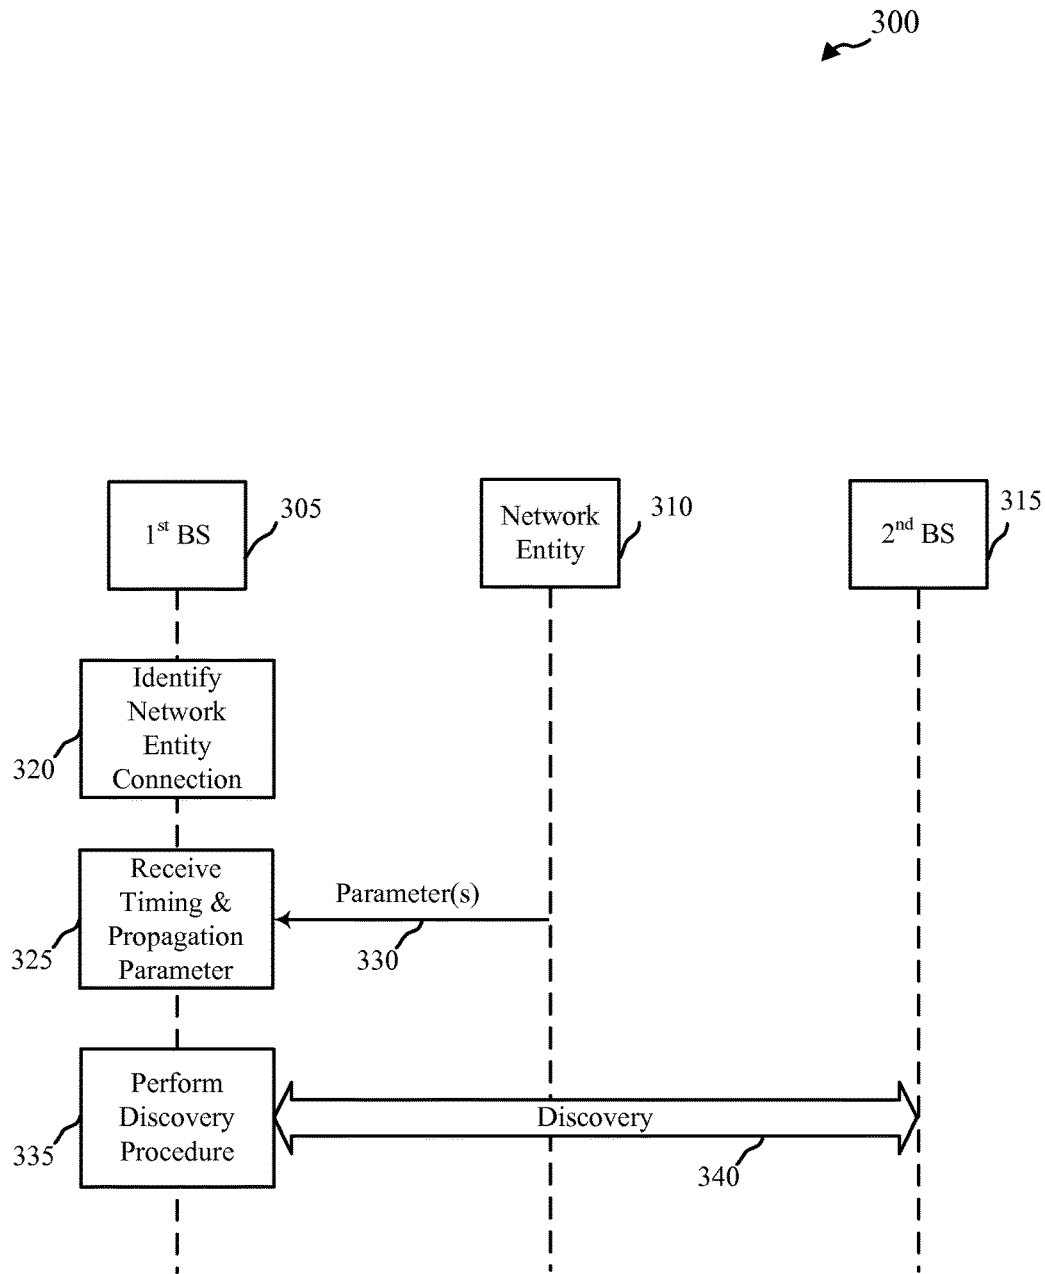 300
1st BS
305
Network
Entity
310
2nd BS
315
Identify
Network
Entity
Connection
320
Receive
Timing &
Propagation
Parameter
325
Parameter(s)
330
Perform
Discovery
Procedure
335
Discovery
340